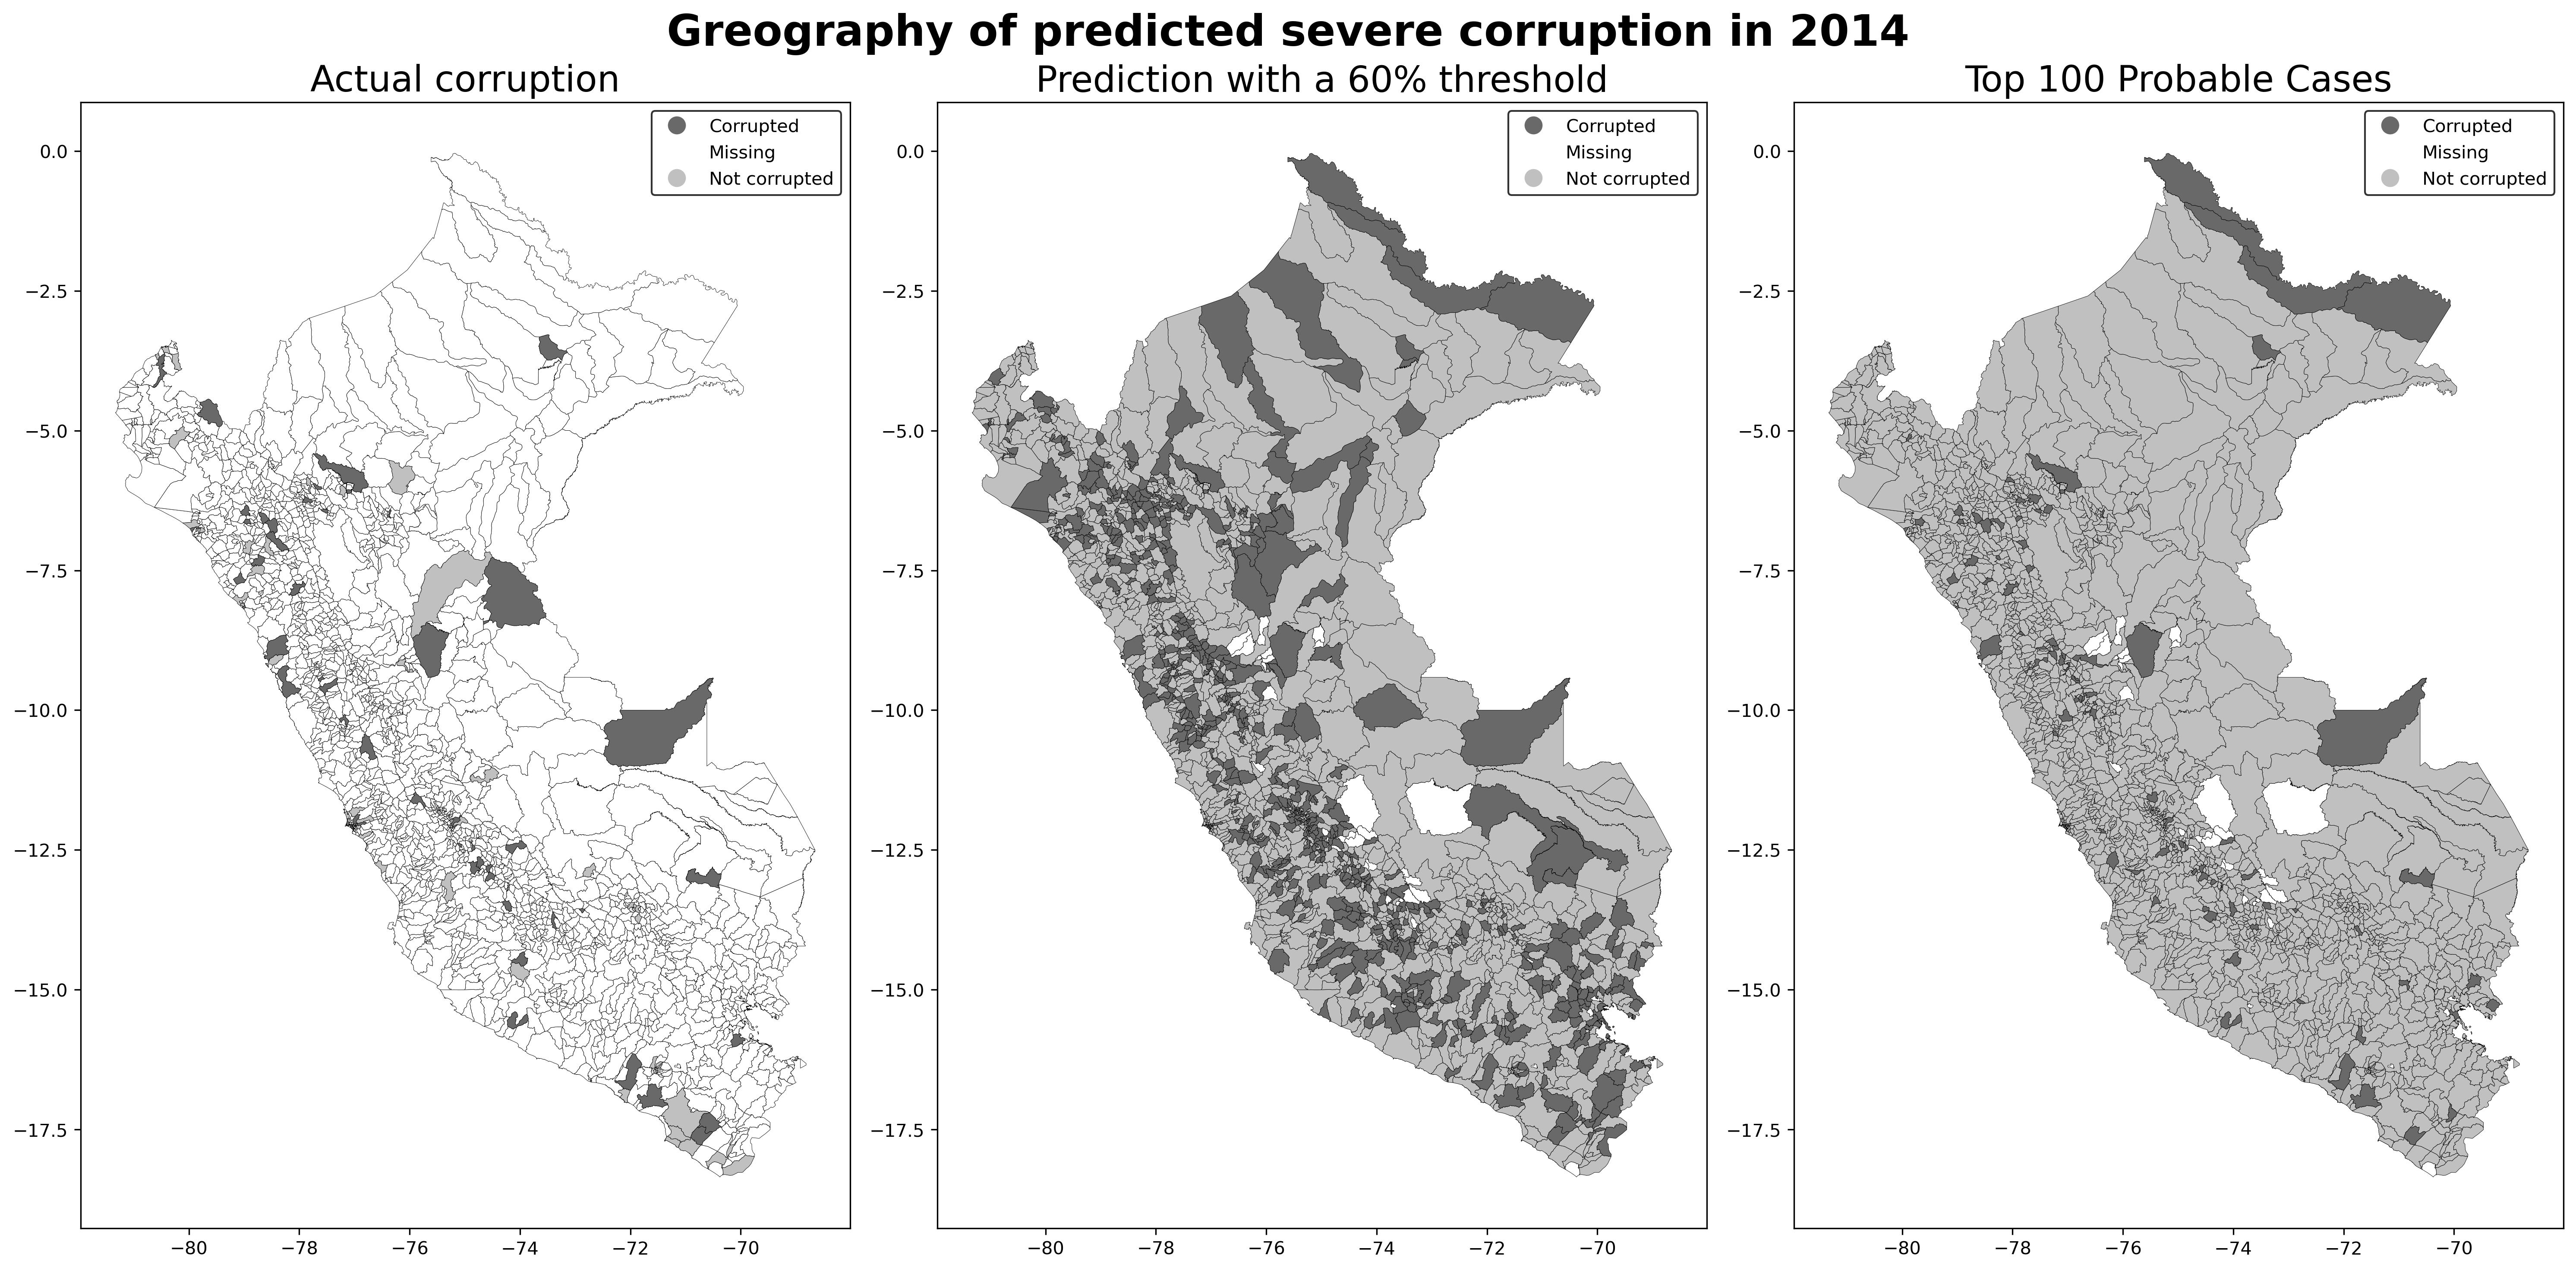 Greography of predicted severe corruption in 2014
Actual corruption
Corrupted
Missing
Not corrupted
0.0
−2.5
−5.0
−7.5
−10.0
−12.5
−15.0
−17.5
−80 −78 −76 −74 −72 −70
Prediction with a 60% threshold
Corrupted
Missing
Not corrupted
0.0
−2.5
−5.0
−7.5
−10.0
−12.5
−15.0
−17.5
−80 −78 −76 −74 −72 −70
Top 100 Probable Cases
Corrupted
Missing
Not corrupted
0.0
−2.5
−5.0
−7.5
−10.0
−12.5
−15.0
−17.5
−80 −78 −76 −74 −72 −70